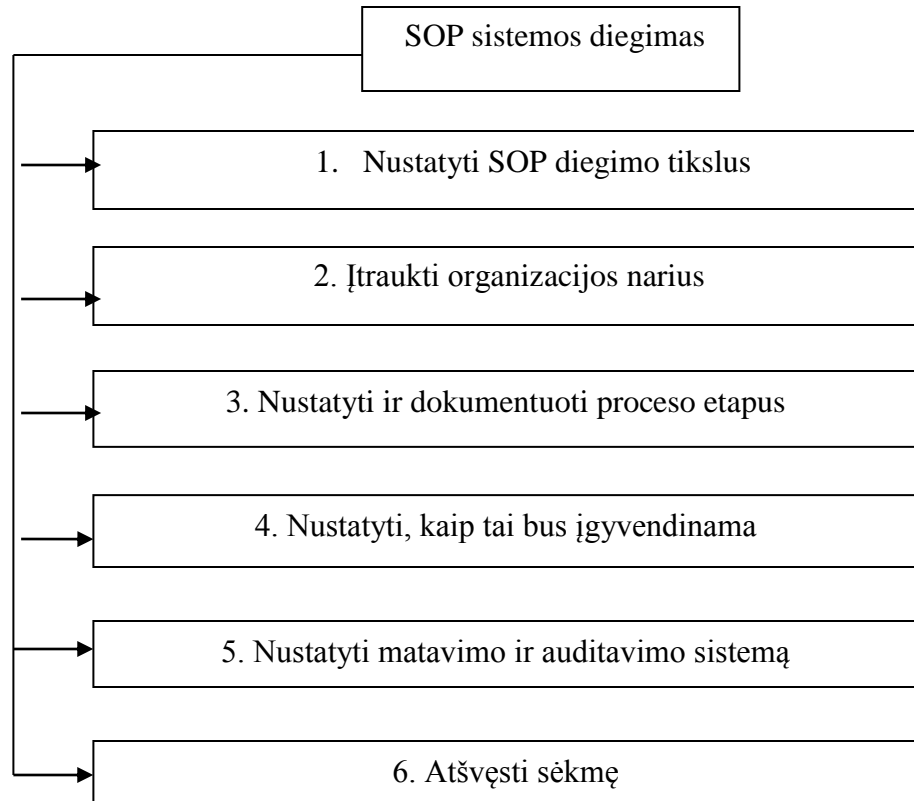 SOP sistemos diegimas
1. Nustatyti SOP diegimo tikslus
2. Įtraukti organizacijos narius
3. Nustatyti ir dokumentuoti proceso etapus
4. Nustatyti, kaip tai bus įgyvendinama
5. Nustatyti matavimo ir auditavimo sistemą
6. Atšvęsti sėkmę